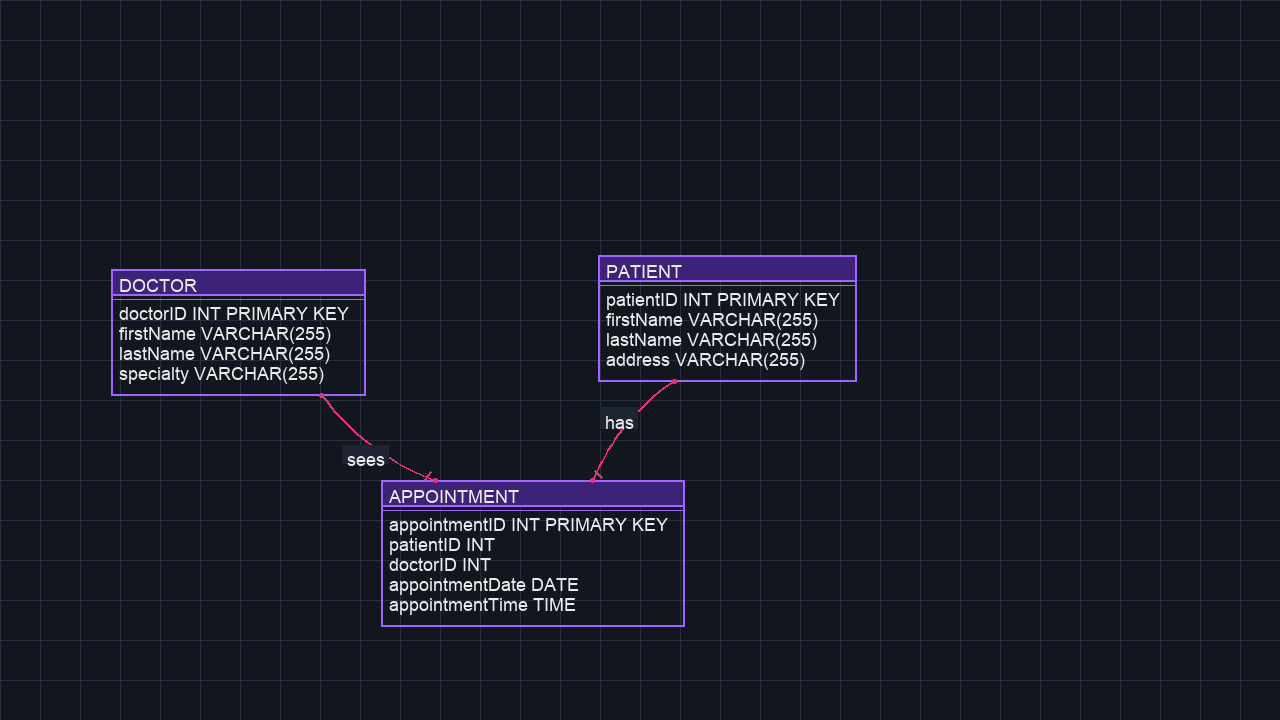 DOCTOR
doctorID INT PRIMARY KEY
firstName VARCHAR(255)
lastName VARCHAR(255)
specialty VARCHAR(255)
PATIENT
patientID INT PRIMARY KEY
firstName VARCHAR(255)
lastName VARCHAR(255)
address VARCHAR(255)
sees
has
APPOINTMENT
appointmentID INT PRIMARY KEY
patientID INT
doctorID INT
appointmentDate DATE
appointmentTime TIME